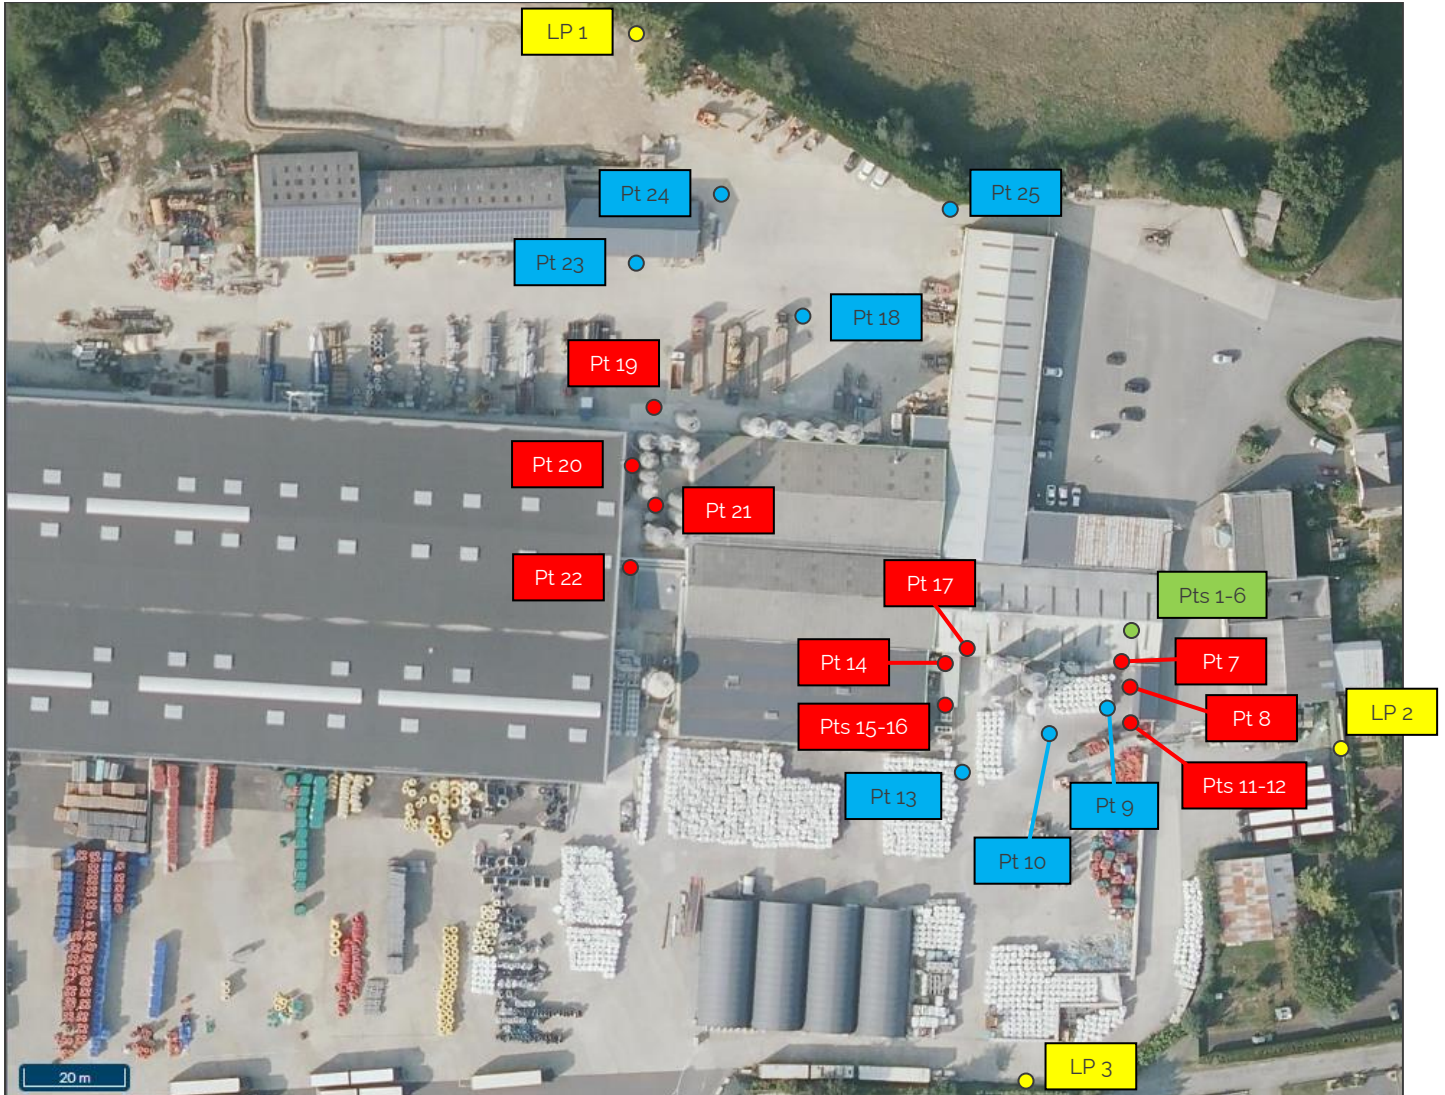 LP 1
Pt 24
Pt 25
Pt 23
Pt 18
Pt 19
Pt 20
Pt 21
Pt 22
Pt 17
Pts 1-6
Pt 14
Pt 7
Pts 15-16
Pt 8
LP 2
Pt 13
Pts 11-12
Pt 9
Pt 10
LP 3
20 m